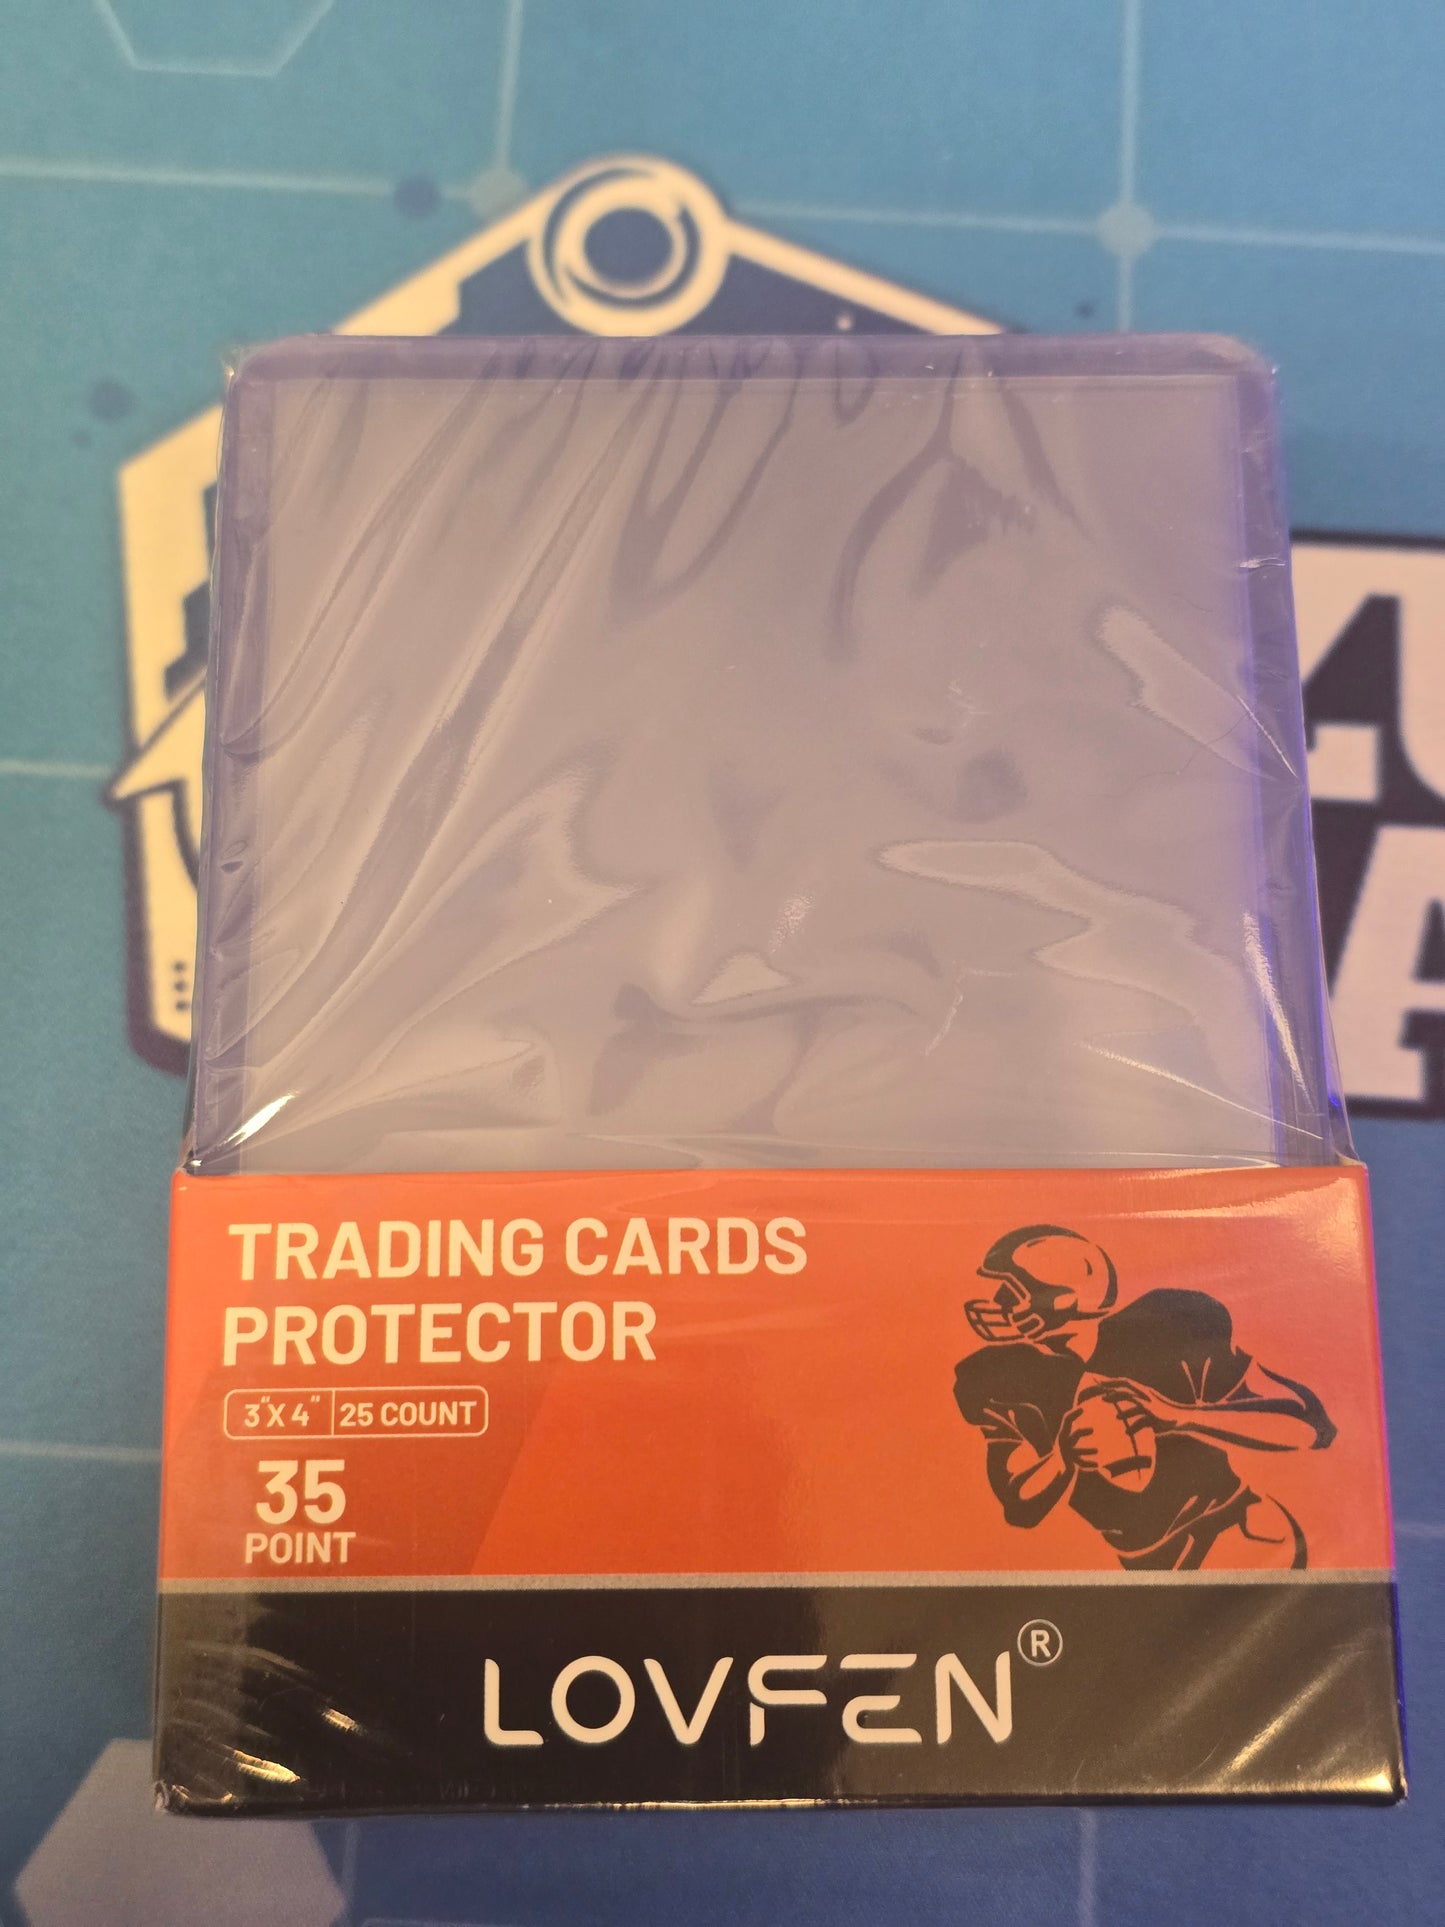 TRADING CARDS
PROTECTOR
3"X 4" 25 COUNT
35
POINT
LOVFEN®